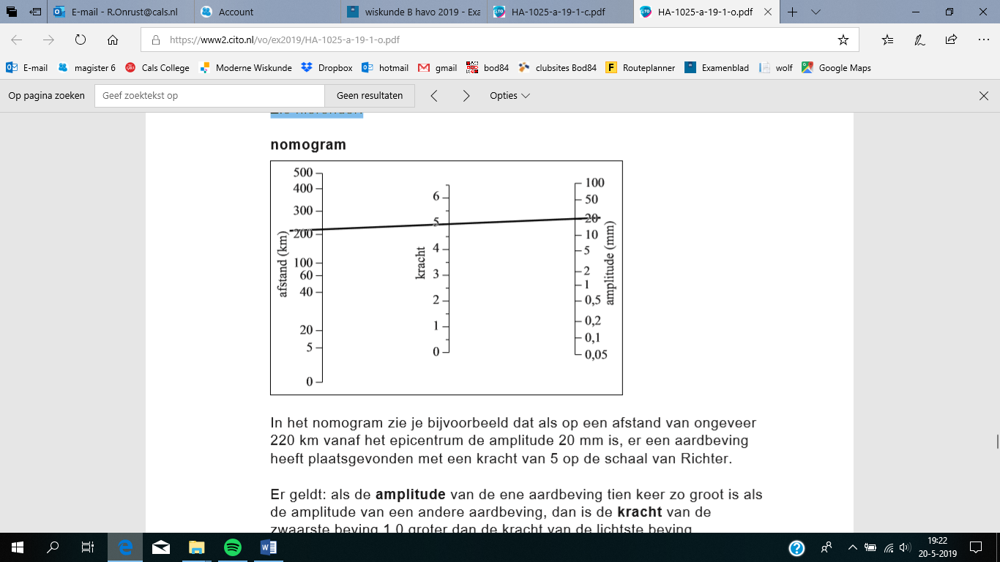 E-mail - R.Onrust@cals.nl
Account
wiskunde B havo 2019 - Exa
HA-1025-a-19-1-c.pdf
HA-1025-a-19-1-o.pdf
https://www2.cito.nl/vo/ex2019/HA-1025-a-19-1-o.pdf
E-mail magister 6 Cals College Moderne Wiskunde Dropbox hotmail gmail bod84 clubsites Bod84 Routeplanner Examenblad wolf Google Maps
Op pagina zoeken Geef zoektekst op Geen resultaten Opties
nomogram
500
400
300
200
100
60
40
20
5
0
afstand (km)
6
5
4
3
2
1
0
kracht
100
50
20
10
5
2
1
0,5
0,2
0,1
0,05
amplitude (mm)
In het nomogram zie je bijvoorbeeld dat als op een afstand van ongeveer
220 km vanaf het epicentrum de amplitude 20 mm is, er een aardbeving
heeft plaatsgevonden met een kracht van 5 op de schaal van Richter.
Er geldt: als de amplitude van de ene aardbeving tien keer zo groot is als
de amplitude van een andere aardbeving, dan is de kracht van de
zwaarste beving 1,0 groter dan de kracht van de lichtste beving
19:22
20-5-2019